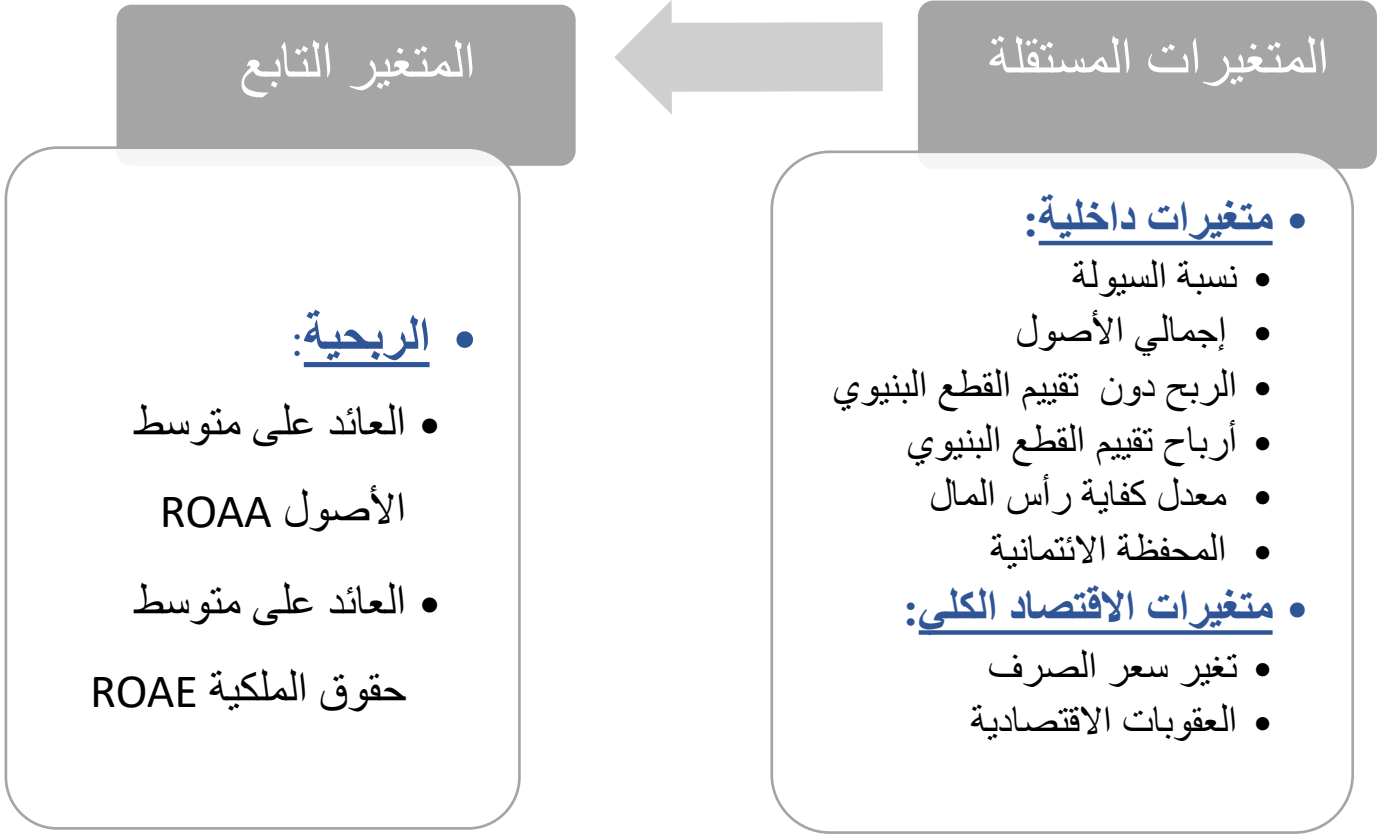 المتغيرات المستقلة
• متغيرات داخلية:
• نسبة السيولة
• إجمالي الأصول
• الربح دون تقييم القطع البنيوي
• أرباح تقييم القطع البنيوي
• معدل كفاية رأس المال
• المحفظة الائتمانية
• متغيرات الاقتصاد الكلي:
• تغير سعر الصرف
• العقوبات الاقتصادية
المتغير التابع
• الربحية:
• العائد على متوسط
الأصول ROAA
• العائد على متوسط
حقوق الملكية ROAE